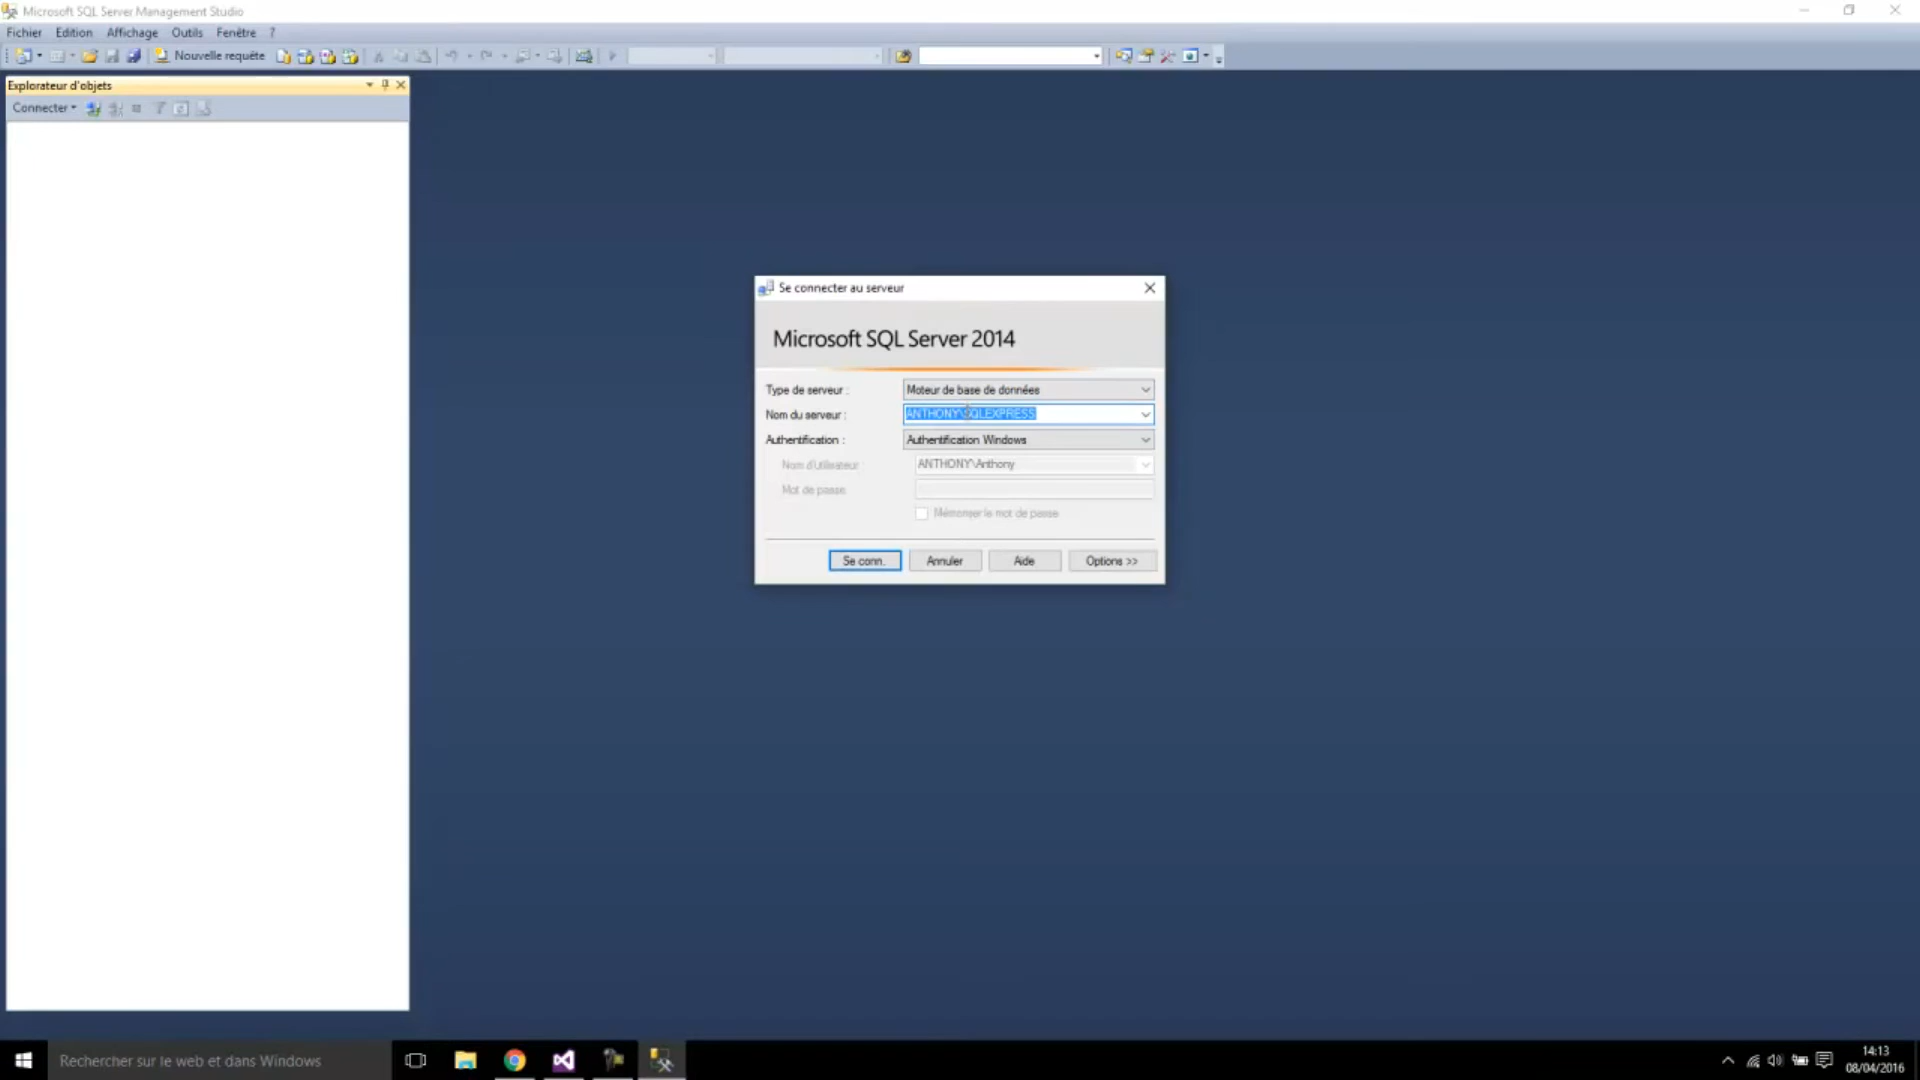 Microsoft SQL Server Management Studio
Fichier Edition Affichage Outils Fenêtre ?
Nouvelle requête
Explorateur d'objets
Connecter
Se connecter au serveur
Microsoft SQL Server 2014
Type de serveur : Moteur de base de données
Nom du serveur : ANTHONY\SQLEXPRESS
Authentification : Authentification Windows
Nom d'utilisateur ANTHONY\Anthony
Mot de passe
Mémoriser le mot de passe
Se conn. Annuler Aide Options >>
Rechercher sur le web et dans Windows
14:13
08/04/2016